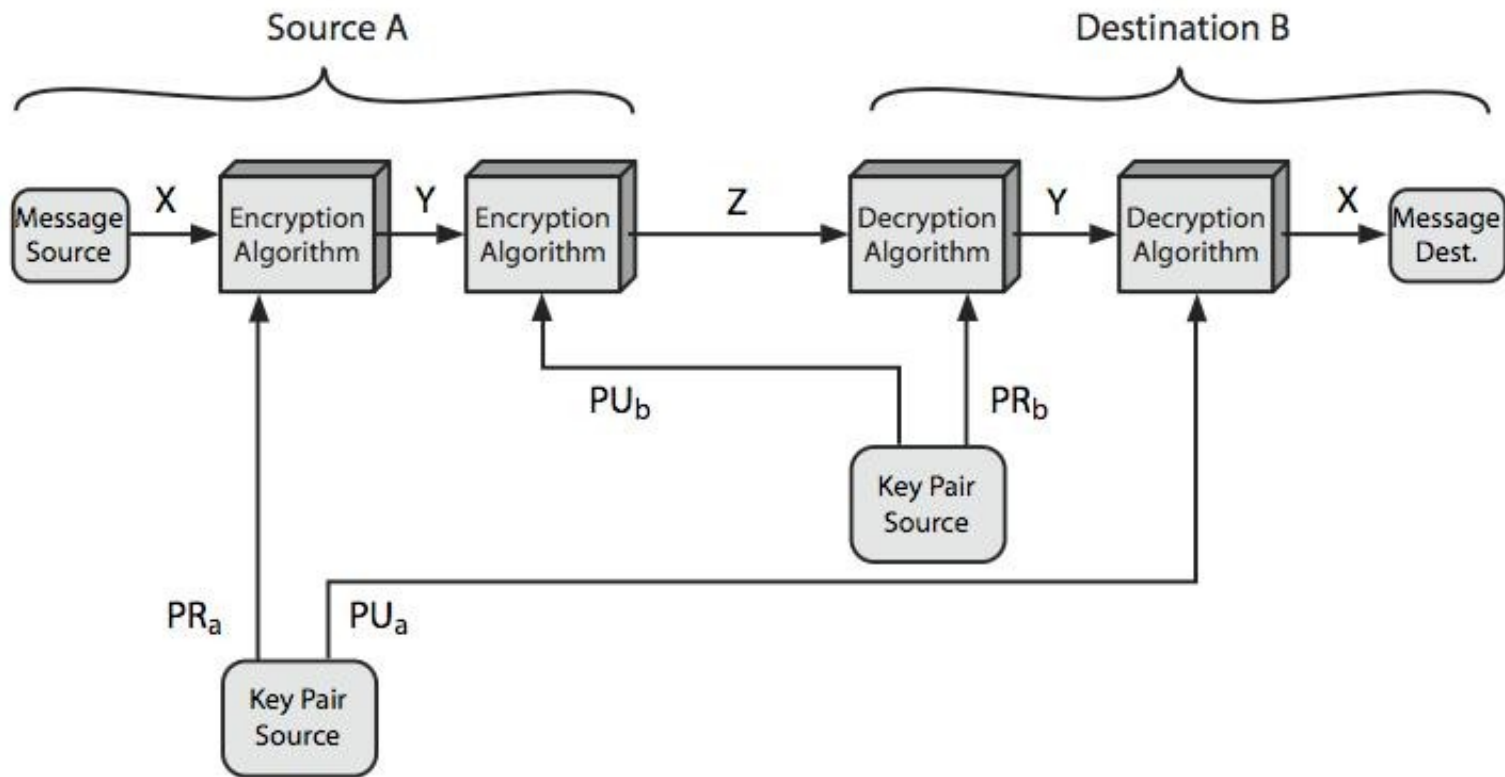 Source A
Destination B
Message
Source
X
Encryption
Algorithm
Y
Encryption
Algorithm
Z
Decryption
Algorithm
Y
Decryption
Algorithm
X
Message
Dest.
PUb
PRb
Key Pair
Source
PRa
PUa
Key Pair
Source